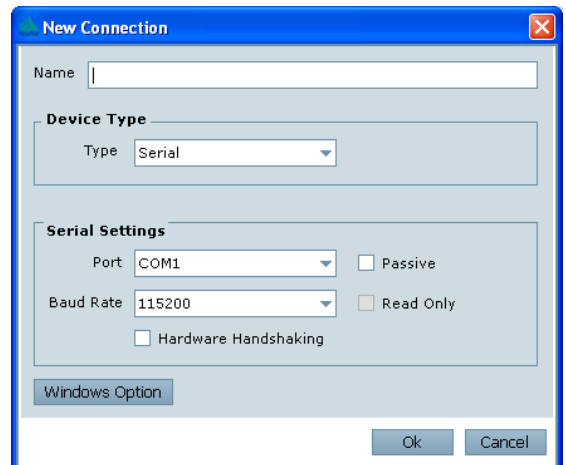 New Connection
Name
Device Type
Type Serial
Serial Settings
Port COM1 Passive
Baud Rate 115200 Read Only
Hardware Handshaking
Windows Option
Ok Cancel